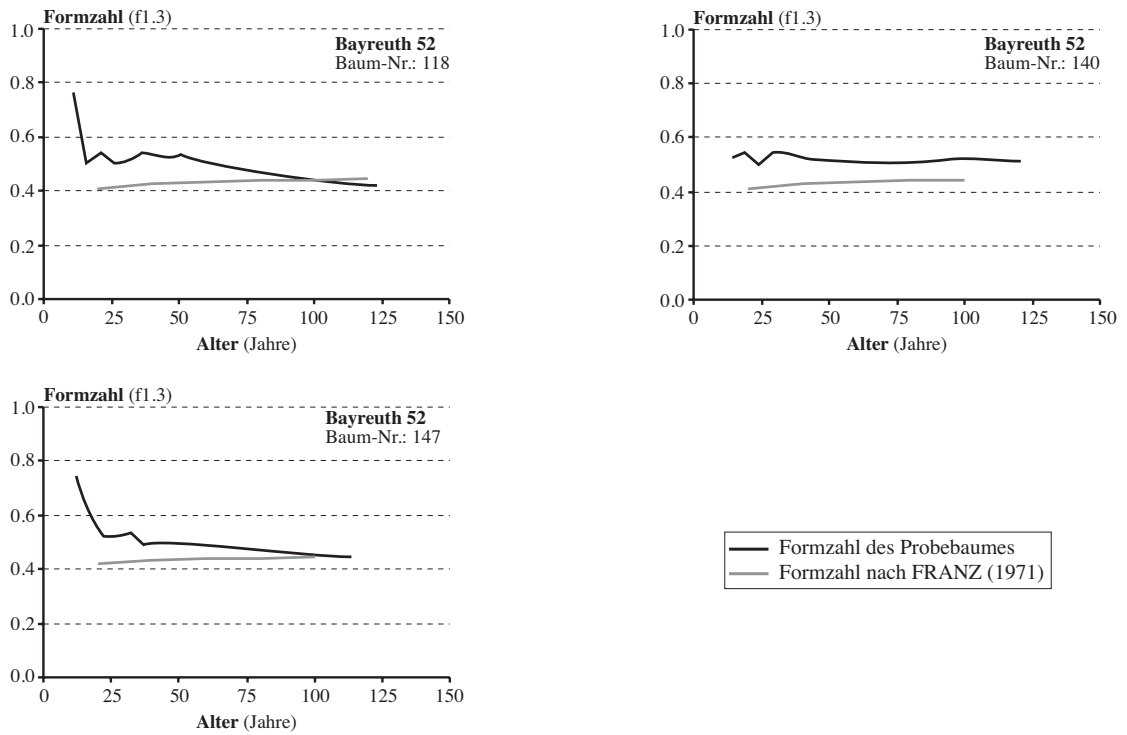 Formzahl (f1.3)
1.0
0.8
0.6
0.4
0.2
0.0
Bayreuth 52
Baum-Nr.: 118
0 25 50 75 100 125 150
Alter (Jahre)
Formzahl (f1.3)
1.0
0.8
0.6
0.4
0.2
0.0
Bayreuth 52
Baum-Nr.: 140
0 25 50 75 100 125 150
Alter (Jahre)
Formzahl (f1.3)
1.0
0.8
0.6
0.4
0.2
0.0
Bayreuth 52
Baum-Nr.: 147
0 25 50 75 100 125 150
Alter (Jahre)
Formzahl des Probebaumes
Formzahl nach FRANZ (1971)